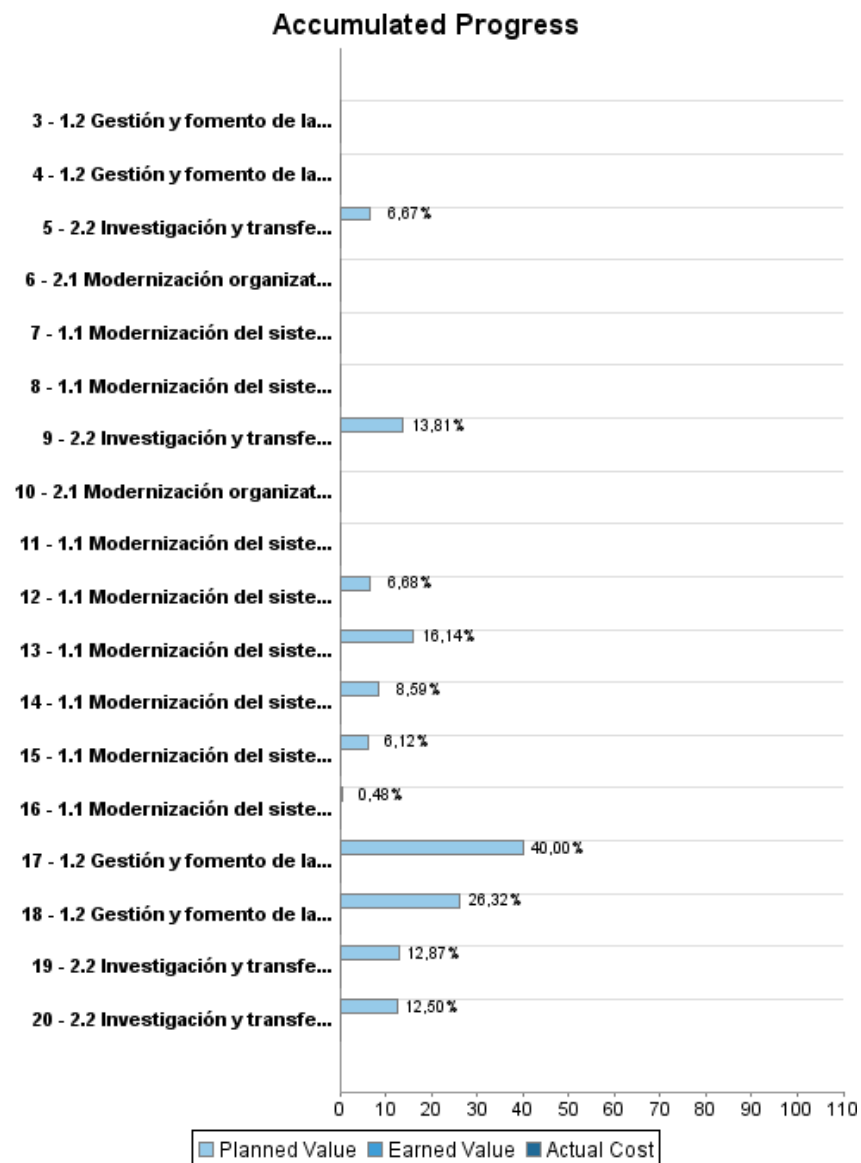 Accumulated Progress
3 - 1.2 Gestión y fomento de la...
4 - 1.2 Gestión y fomento de la...
5 - 2.2 Investigación y transfe... 6,67%
6 - 2.1 Modernización organizat...
7 - 1.1 Modernización del siste...
8 - 1.1 Modernización del siste...
9 - 2.2 Investigación y transfe... 13,81%
10 - 2.1 Modernización organizat...
11 - 1.1 Modernización del siste...
12 - 1.1 Modernización del siste... 6,68%
13 - 1.1 Modernización del siste... 16,14%
14 - 1.1 Modernización del siste... 8,59%
15 - 1.1 Modernización del siste... 6,12%
16 - 1.1 Modernización del siste... 0,48%
17 - 1.2 Gestión y fomento de la... 40,00%
18 - 1.2 Gestión y fomento de la... 26,32%
19 - 2.2 Investigación y transfe... 12,87%
20 - 2.2 Investigación y transfe... 12,50%
0 10 20 30 40 50 60 70 80 90 100 110
Planned Value Earned Value Actual Cost